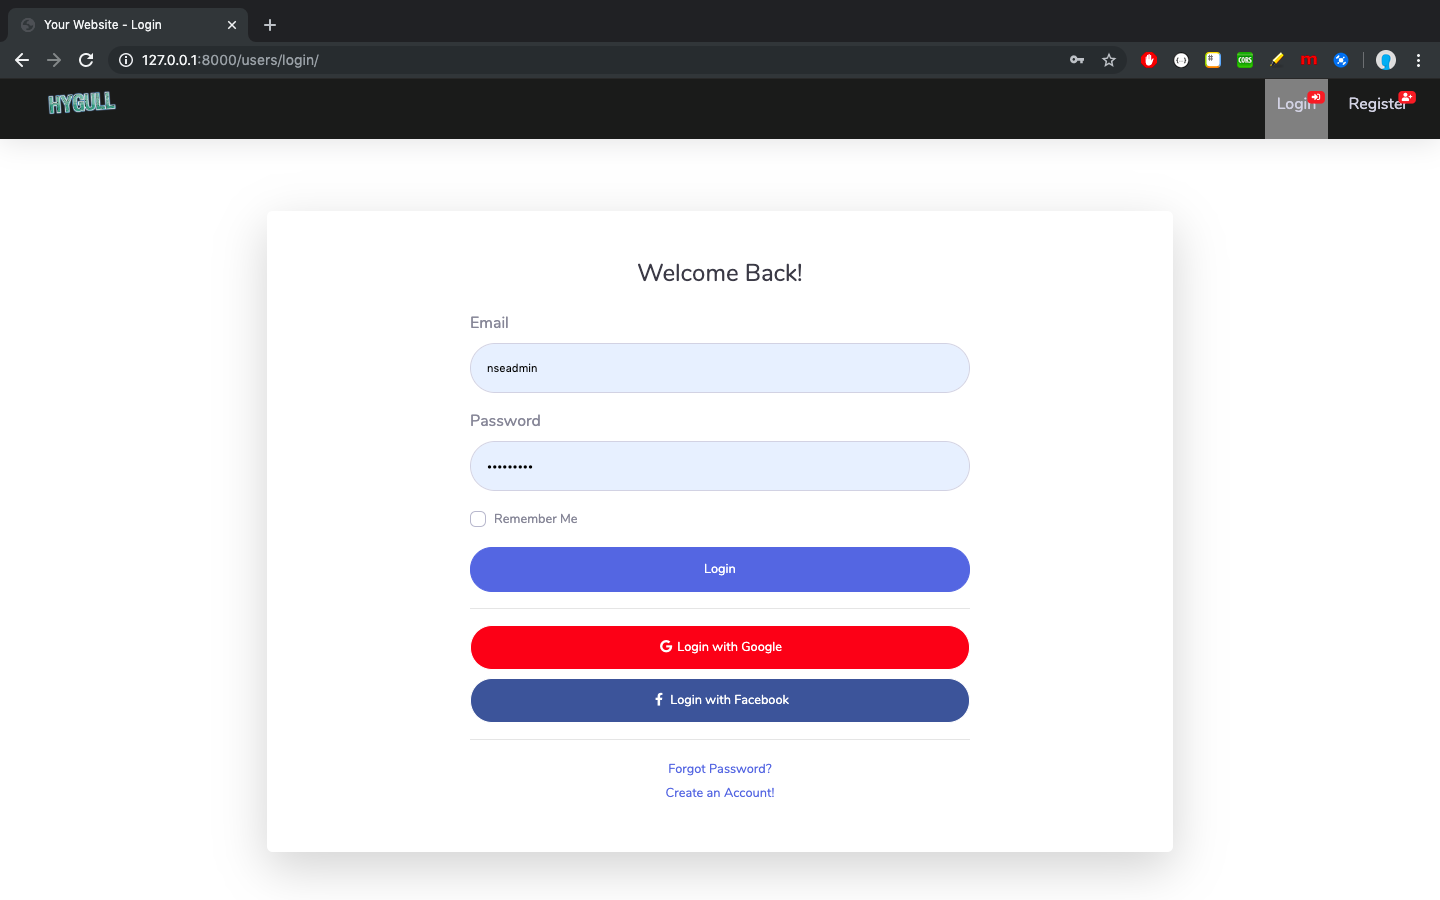 Your Website - Login
127.0.0.1:8000/users/login/
CORS
m
HYGULL
Login
Register
Welcome Back!
Email
nseadmin
Password
•••••••••
Remember Me
Login
G Login with Google
f Login with Facebook
Forgot Password?
Create an Account!